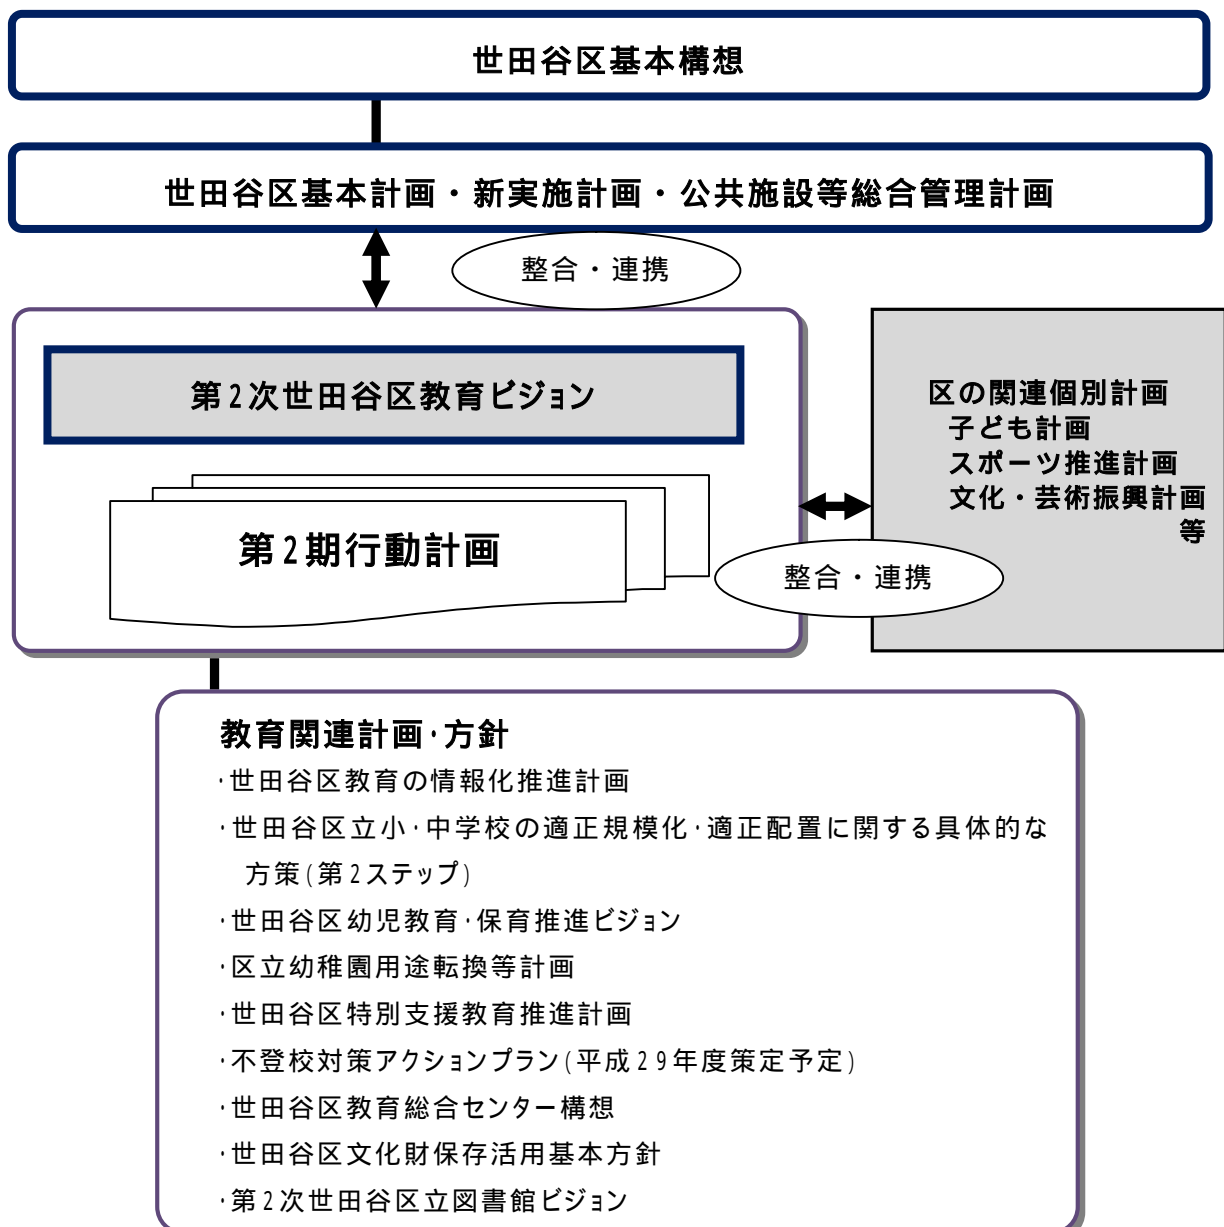 世田谷区基本構想
世田谷区基本計画・新実施計画・公共施設等総合管理計画
整合・連携
第2次世田谷区教育ビジョン
第2期行動計画
区の関連個別計画
子ども計画
スポーツ推進計画
文化・芸術振興計画
等
整合・連携
教育関連計画・方針
・世田谷区教育の情報化推進計画
・世田谷区立小・中学校の適正規模化・適正配置に関する具体的な
方策(第2ステップ)
・世田谷区幼児教育・保育推進ビジョン
・区立幼稚園用途転換等計画
・世田谷区特別支援教育推進計画
・不登校対策アクションプラン(平成29年度策定予定)
・世田谷区教育総合センター構想
・世田谷区文化財保存活用基本方針
・第2次世田谷区立図書館ビジョン